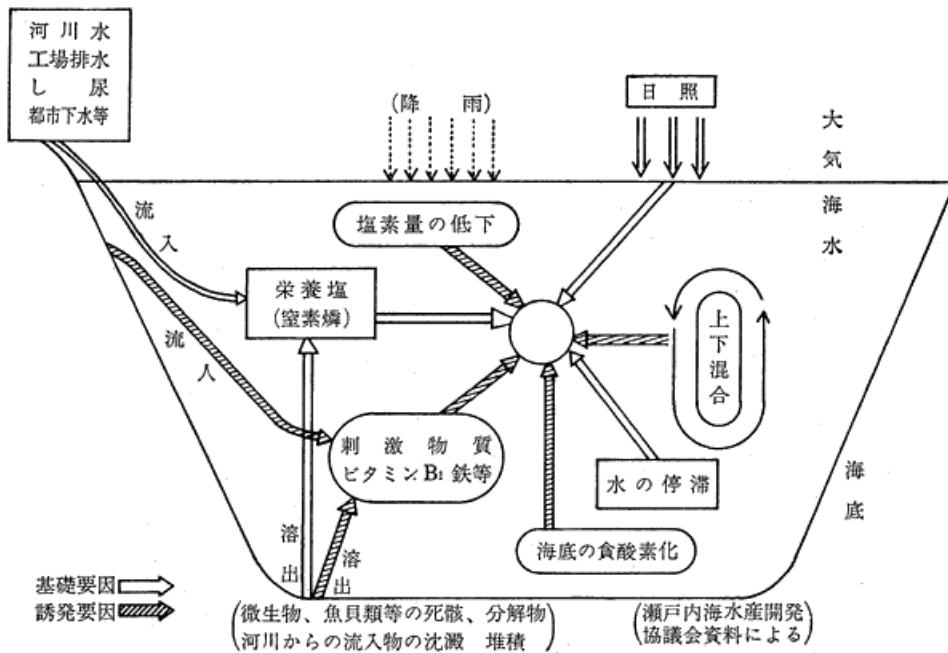 河川水
工場排水
し尿
都市下水等
(降雨)
日照
大気
海水
流入
塩素量の低下
栄養塩
(窒素燐)
流人
上下混合
刺激物質
ビタミンB₁鉄等
水の停滞
海底
海底の貪酸素化
溶出
溶出
基礎要因
誘発要因
(微生物、魚貝類等の死骸、分解物
河川からの流入物の沈澱 堆積)
(瀬戸内海水産開発
協議会資料による)